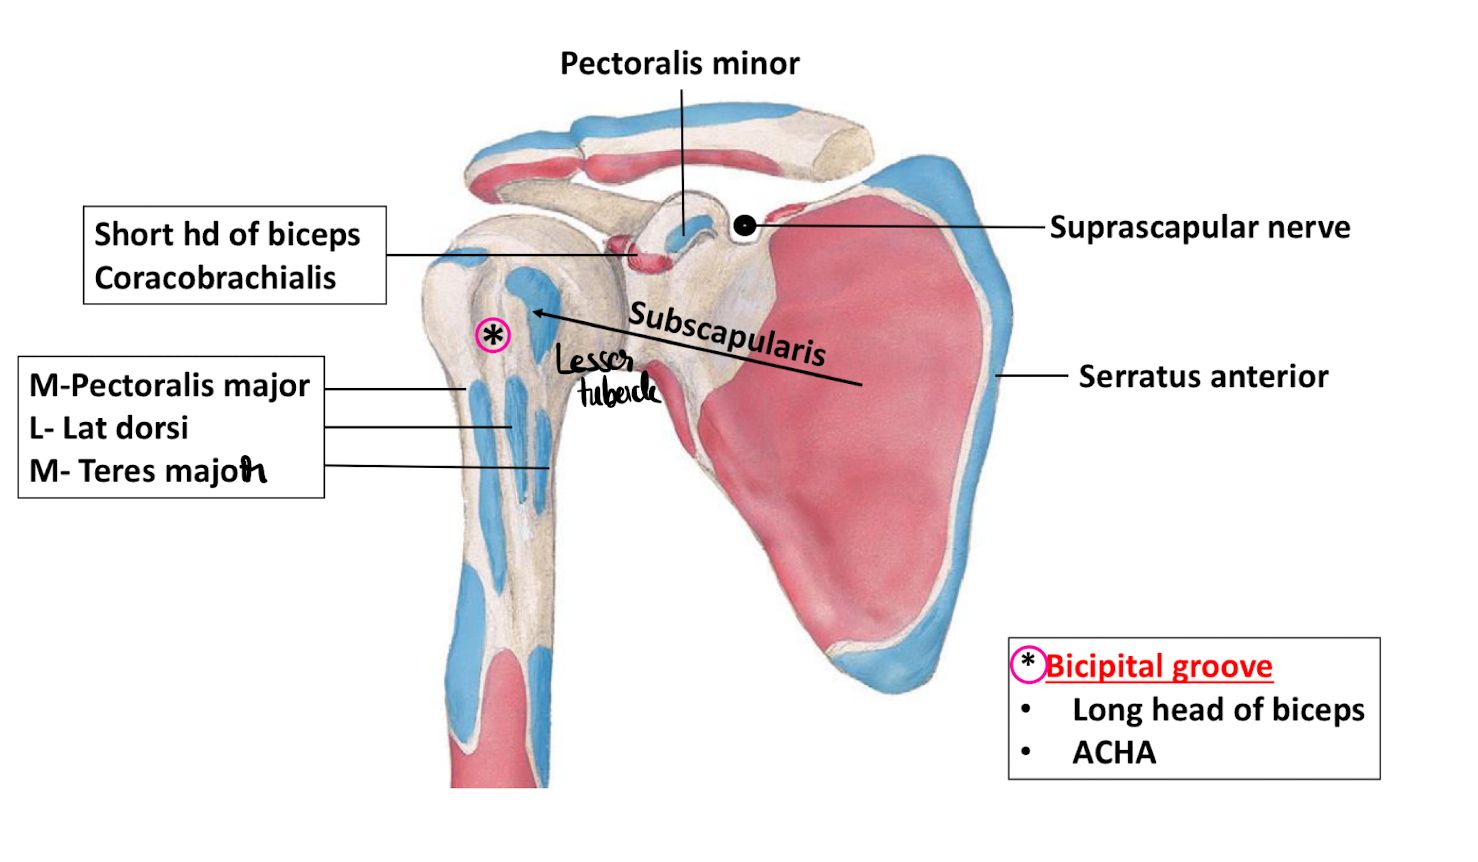 Pectoralis minor
Short hd of biceps
Coracobrachialis
Suprascapular nerve
Subscapularis
*
Lesser
tubercle
M-Pectoralis major
L- Lat dorsi
M- Teres major
Serratus anterior
*Bicipital groove
• Long head of biceps
• ACHA